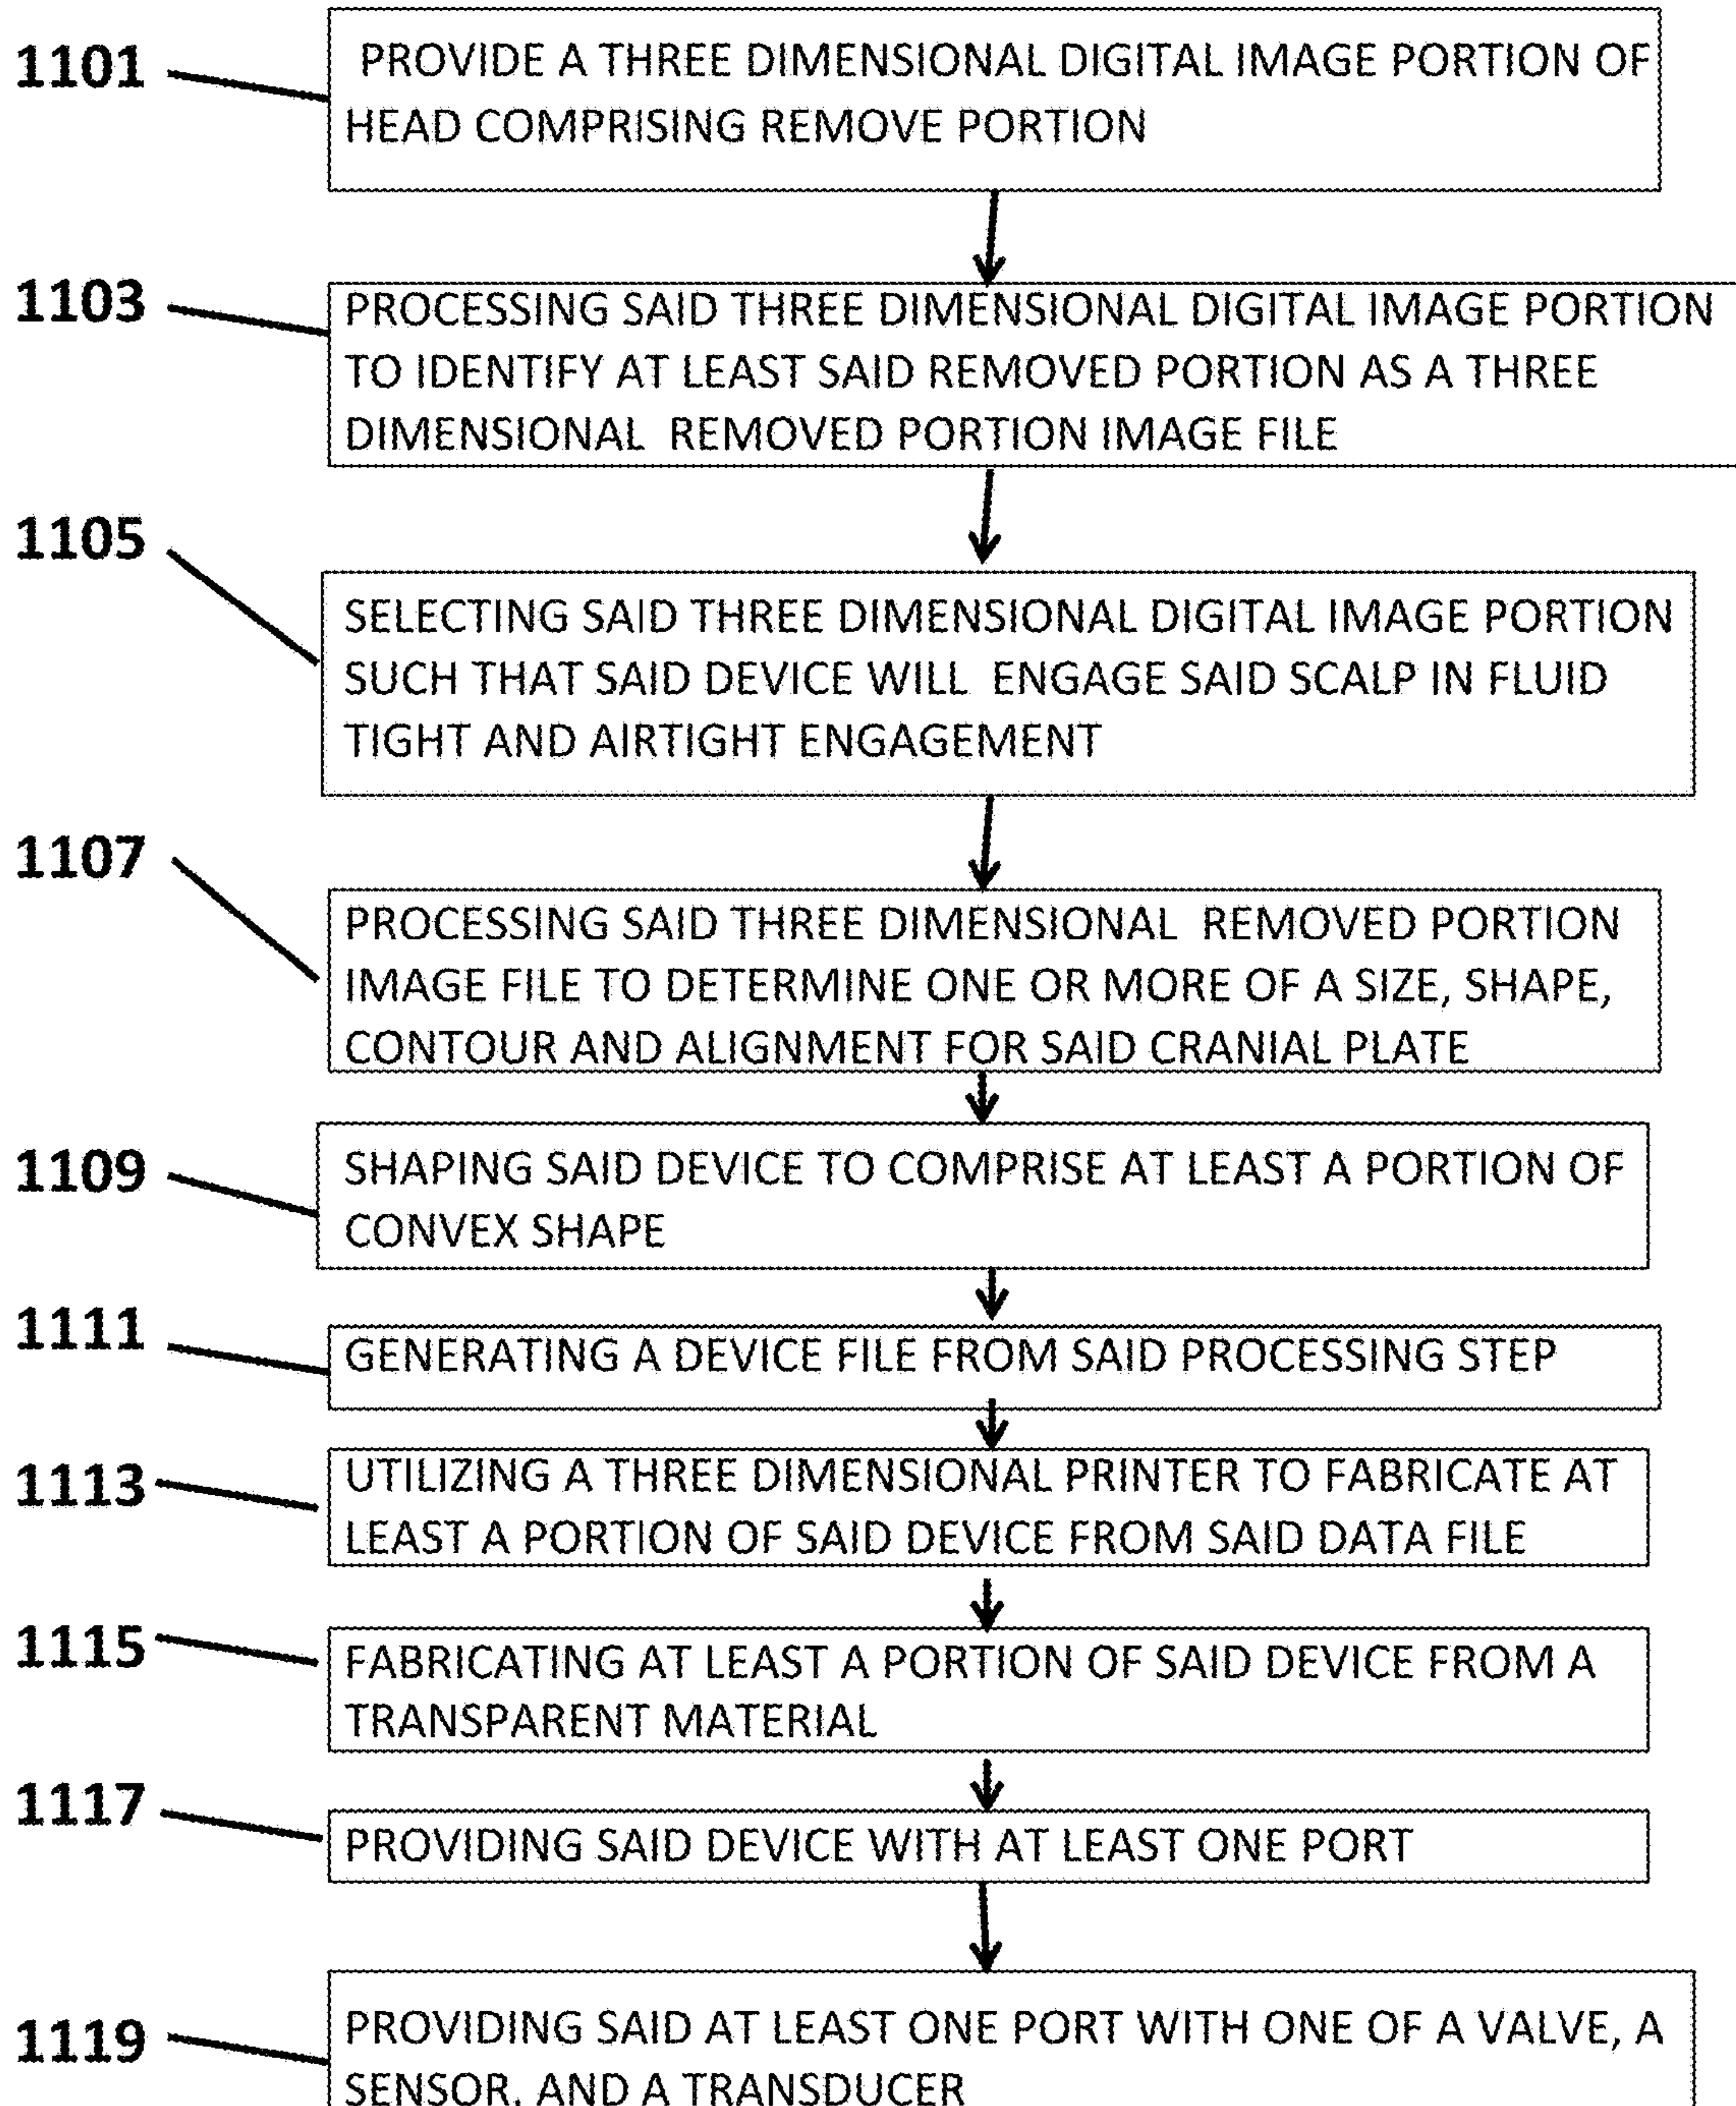 1101
PROVIDE A THREE DIMENSIONAL DIGITAL IMAGE PORTION OF
HEAD COMPRISING REMOVE PORTION
1103
PROCESSING SAID THREE DIMENSIONAL DIGITAL IMAGE PORTION
TO IDENTIFY AT LEAST SAID REMOVED PORTION AS A THREE
DIMENSIONAL REMOVED PORTION IMAGE FILE
1105
SELECTING SAID THREE DIMENSIONAL DIGITAL IMAGE PORTION
SUCH THAT SAID DEVICE WILL ENGAGE SAID SCALP IN FLUID
TIGHT AND AIRTIGHT ENGAGEMENT
1107
PROCESSING SAID THREE DIMENSIONAL REMOVED PORTION
IMAGE FILE TO DETERMINE ONE OR MORE OF A SIZE, SHAPE,
CONTOUR AND ALIGNMENT FOR SAID CRANIAL PLATE
1109
SHAPING SAID DEVICE TO COMPRISE AT LEAST A PORTION OF
CONVEX SHAPE
1111
GENERATING A DEVICE FILE FROM SAID PROCESSING STEP
1113
UTILIZING A THREE DIMENSIONAL PRINTER TO FABRICATE AT
LEAST A PORTION OF SAID DEVICE FROM SAID DATA FILE
1115
FABRICATING AT LEAST A PORTION OF SAID DEVICE FROM A
TRANSPARENT MATERIAL
1117
PROVIDING SAID DEVICE WITH AT LEAST ONE PORT
1119
PROVIDING SAID AT LEAST ONE PORT WITH ONE OF A VALVE, A
SENSOR, AND A TRANSDUCER